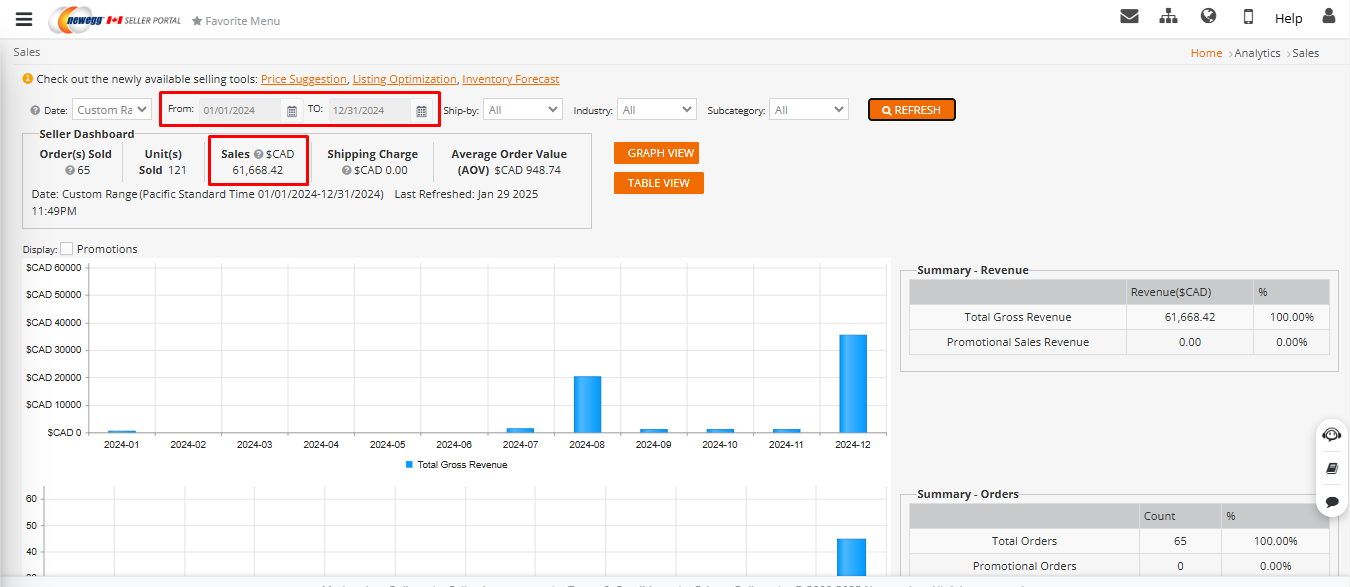 newegg SELLER PORTAL Favorite Menu Help
Sales Home > Analytics > Sales
Check out the newly available selling tools: Price Suggestion, Listing Optimization, Inventory Forecast
Date: Custom Ra From: 01/01/2024 TO: 12/31/2024 Ship-by: All Industry: All Subcategory: All REFRESH
Seller Dashboard
Order(s) Sold 65
Unit(s) Sold 121
Sales $CAD 61,668.42
Shipping Charge $CAD 0.00
Average Order Value (AOV) $CAD 948.74
Date: Custom Range (Pacific Standard Time 01/01/2024-12/31/2024) Last Refreshed: Jan 29 2025
11:49PM
GRAPH VIEW
TABLE VIEW
Display: Promotions
$CAD 60000
$CAD 50000
$CAD 40000
$CAD 30000
$CAD 20000
$CAD 10000
$CAD 0
2024-01 2024-02 2024-03 2024-04 2024-05 2024-06 2024-07 2024-08 2024-09 2024-10 2024-11 2024-12
Total Gross Revenue
Summary - Revenue
Revenue($CAD) %
Total Gross Revenue 61,668.42 100.00%
Promotional Sales Revenue 0.00 0.00%
60
50
40
Summary - Orders
Count %
Total Orders 65 100.00%
Promotional Orders 0 0.00%